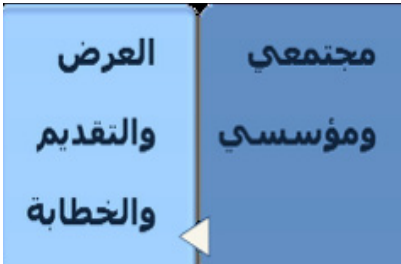 مجتمعي
ومؤسسي
العرض
والتقديم
والخطابة